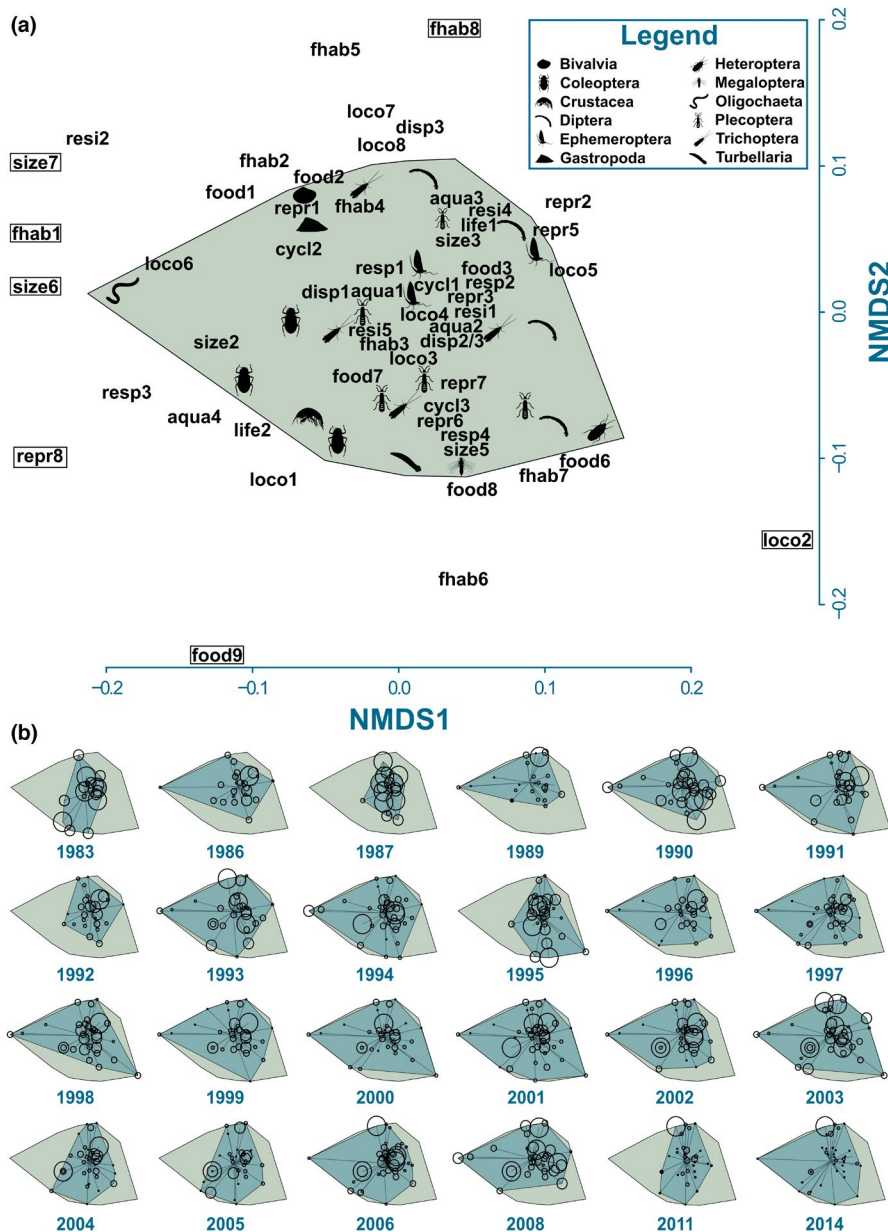 (a)
fhab8
0.2
fhab5
Legend
Bivalvia
Heteroptera
Coleoptera
Megaloptera
Crustacea
Oligochaeta
Diptera
Plecoptera
Ephemeroptera
Trichoptera
Gastropoda
Turbellaria
loco7
disp3
resi2
loco8
size7
fhab2
food2
0.1
food1
repr1
fhab4
aqua3
repr2
resi4
fhab1
life1
repr5
cycl2
size3
loco6
resp1
food3
loco5
size6
disp1
aqua1
cycl1
resp2
repr3
0.0
NMDS2
loco4
resi1
resi5
aqua2
size2
fhab3
disp2/3
loco3
food7
repr7
resp3
aqua4
cycl3
life2
repr6
resp4
repr8
size5
food6
-0.1
loco1
food8
fhab7
loco2
fhab6
-0.2
food9
−0.2
−0.1
0.0
0.1
0.2
NMDS1
(b)
1983
1986
1987
1989
1990
1991
1992
1993
1994
1995
1996
1997
1998
1999
2000
2001
2002
2003
2004
2005
2006
2008
2011
2014